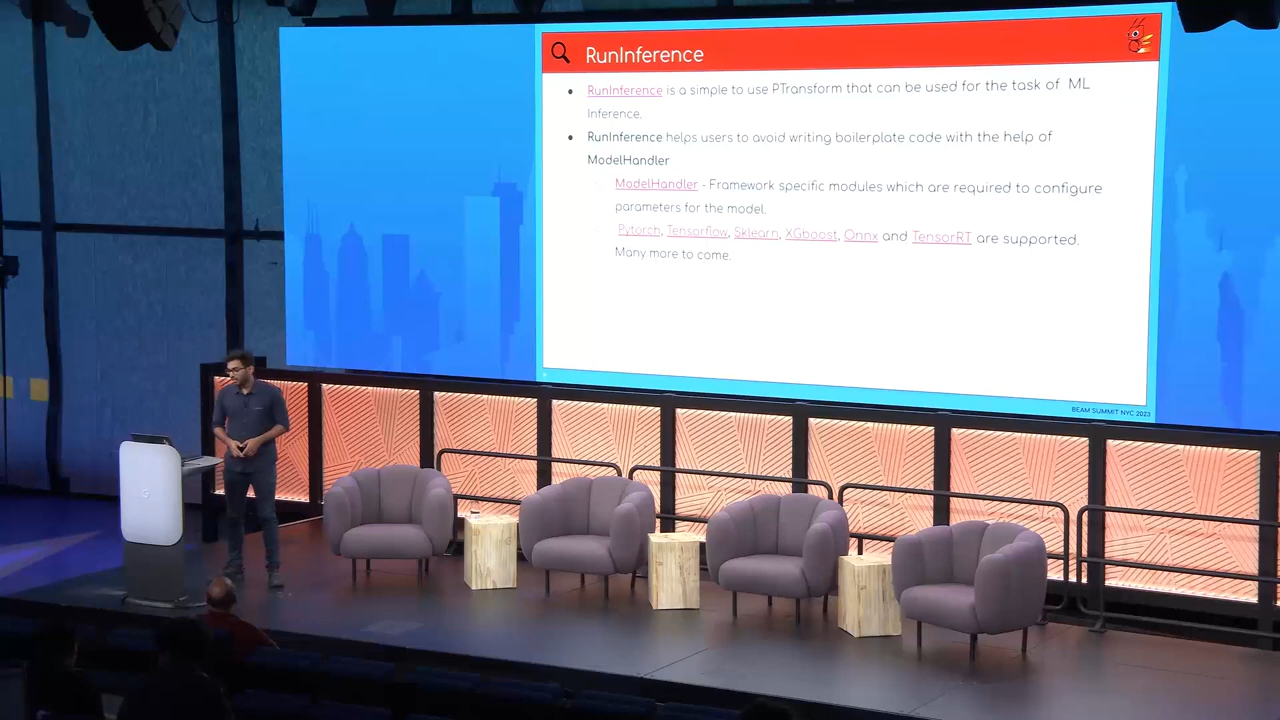 RunInference
RunInference is a simple to use PTransform that can be used for the task of ML
Inference.
RunInference helps users to avoid writing boilerplate code with the help of
ModelHandler
ModelHandler - Framework specific modules which are required to configure
parameters for the model.
Pytorch, Tensorflow, Sklearn, XGboost, Onnx and TensorRT are supported.
Many more to come.
BEAM SUMMIT NYC 2023